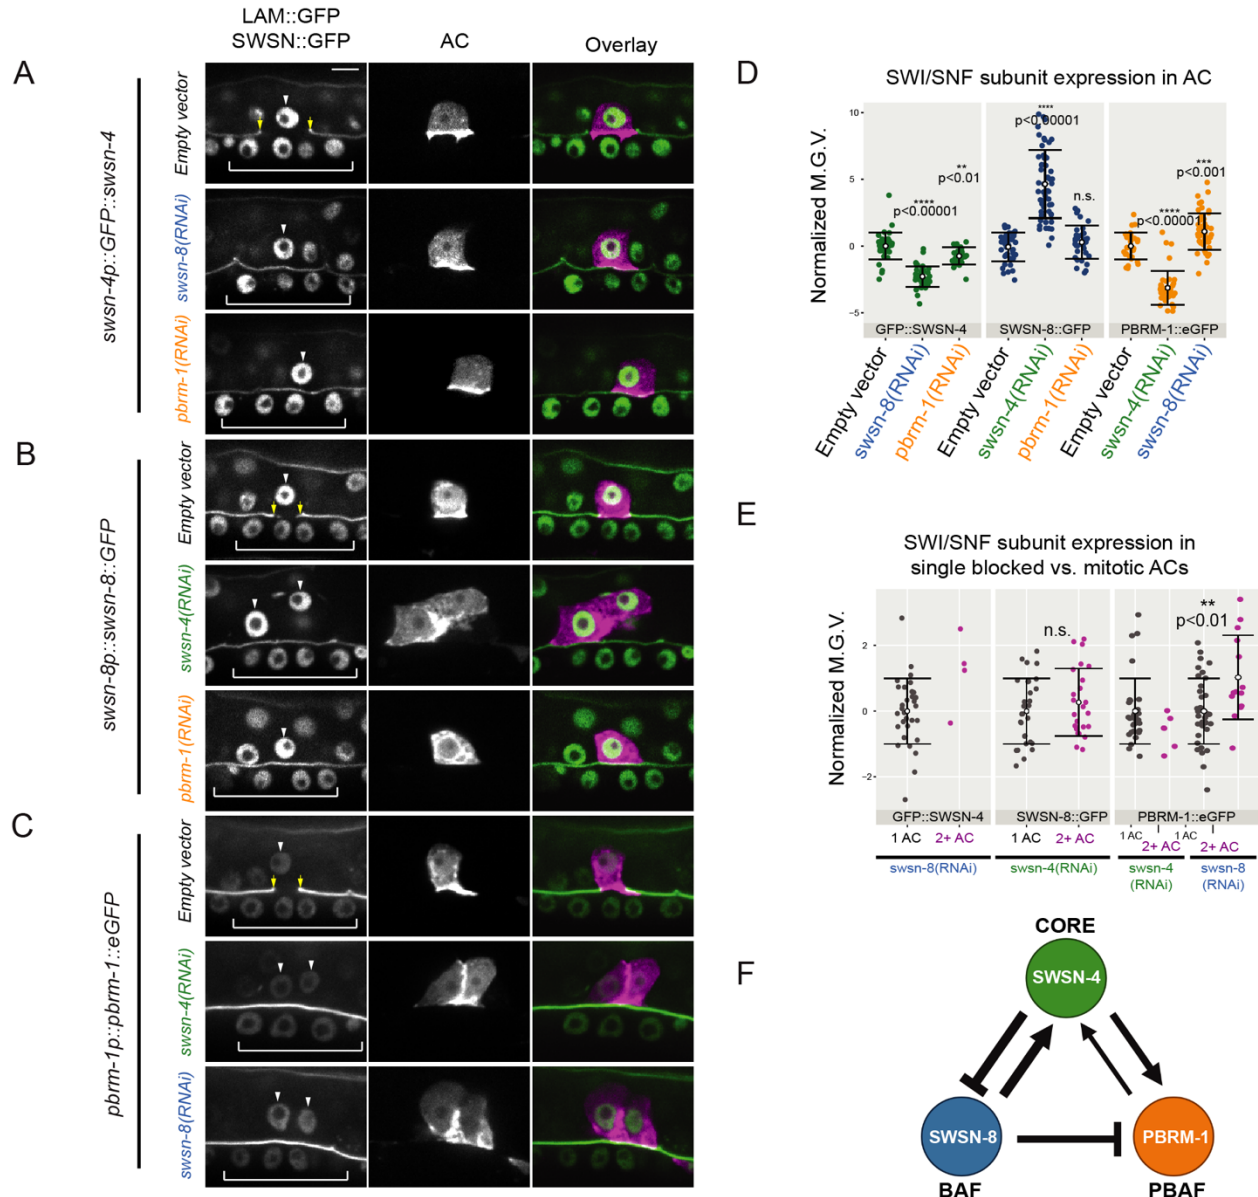 LAM::GFP
SWSN::GFP
AC
Overlay
A
swsn-4p::GFP::swsn-4
Empty vector
swsn-8(RNAi)
pbrm-1(RNAi)
B
swsn-8p::swsn-8::GFP
Empty vector
swsn-4(RNAi)
pbrm-1(RNAi)
C
pbrm-1p::pbrm-1::eGFP
Empty vector
swsn-4(RNAi)
swsn-8(RNAi)
D
SWI/SNF subunit expression in AC
Normalized M.G.V.
10
5
0
-5
****
p<0.00001
**
p<0.01
****
p<0.00001
n.s.
****
p<0.00001
***
p<0.001
GFP::SWSN-4
SWSN-8::GFP
PBRM-1::eGFP
Empty vector
swsn-8(RNAi)
pbrm-1(RNAi)
Empty vector
swsn-4(RNAi)
pbrm-1(RNAi)
Empty vector
swsn-4(RNAi)
swsn-8(RNAi)
E
SWI/SNF subunit expression in
single blocked vs. mitotic ACs
Normalized M.G.V.
2
0
-2
n.s.
**
p<0.01
GFP::SWSN-4
SWSN-8::GFP
PBRM-1::eGFP
1 AC 2+ AC
1 AC 2+ AC
1 AC 1 AC
2+ AC 2+ AC
swsn-8(RNAi)
swsn-4(RNAi)
swsn-4
(RNAi)
swsn-8
(RNAi)
F
CORE
SWSN-4
SWSN-8
PBRM-1
BAF
PBAF